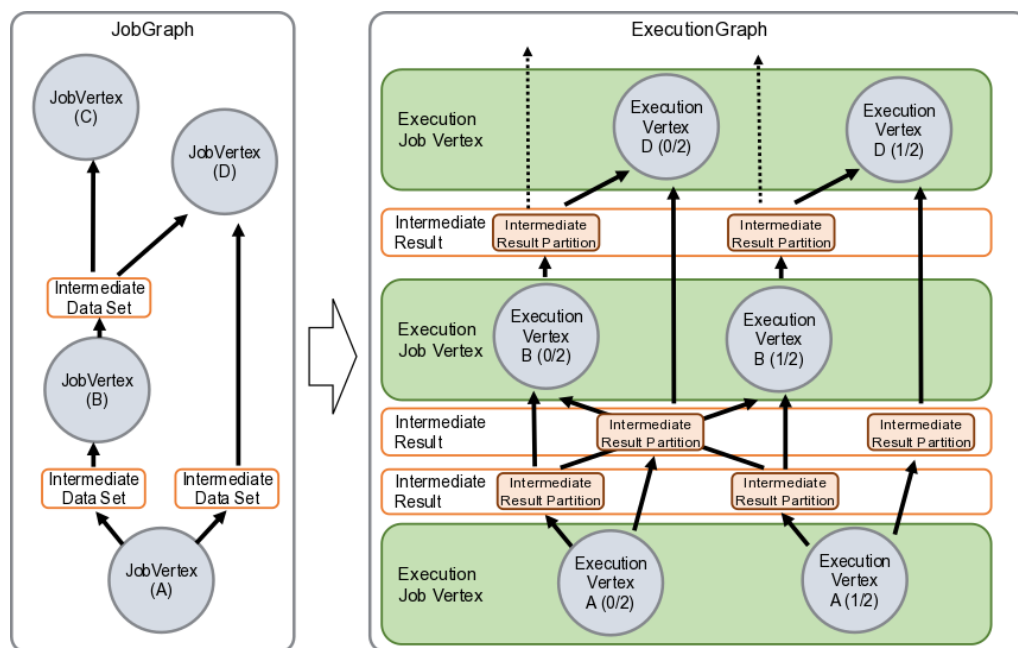 JobGraph
JobVertex
(C)
JobVertex
(D)
Intermediate
Data Set
JobVertex
(B)
Intermediate
Data Set
Intermediate
Data Set
JobVertex
(A)
ExecutionGraph
Execution
Job Vertex
Execution
Vertex
D (0/2)
Execution
Vertex
D (1/2)
Intermediate
Result
Intermediate
Result Partition
Intermediate
Result Partition
Execution
Job Vertex
Execution
Vertex
B (0/2)
Execution
Vertex
B (1/2)
Intermediate
Result
Intermediate
Result Partition
Intermediate
Result Partition
Intermediate
Result
Intermediate
Result Partition
Intermediate
Result Partition
Execution
Job Vertex
Execution
Vertex
A (0/2)
Execution
Vertex
A (1/2)